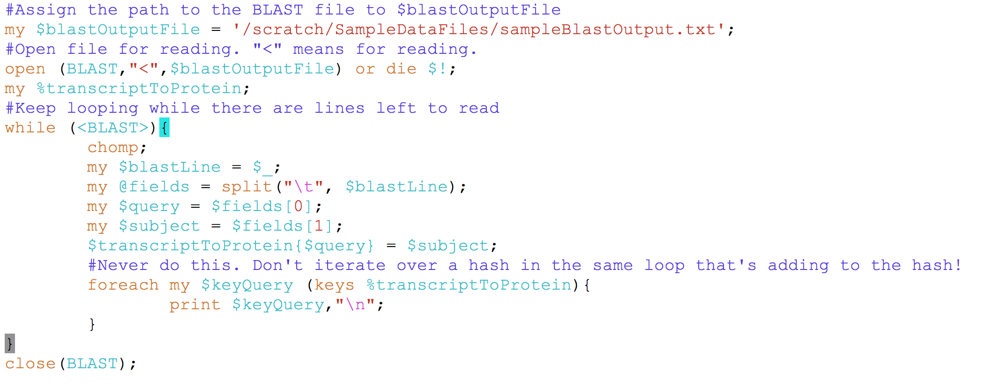 #Assign the path to the BLAST file to $blastOutputFile
my $blastOutputFile = '/scratch/SampleDataFiles/sampleBlastOutput.txt';
#Open file for reading. "<" means for reading.
open (BLAST,"<",$blastOutputFile) or die $!;
my %transcriptToProtein;
#Keep looping while there are lines left to read
while (<BLAST>){
        chomp;
        my $blastLine = $_;
        my @fields = split("\t", $blastLine);
        my $query = $fields[0];
        my $subject = $fields[1];
        $transcriptToProtein{$query} = $subject;
        #Never do this. Don't iterate over a hash in the same loop that's adding to the hash!
        foreach my $keyQuery (keys %transcriptToProtein){
                print $keyQuery,"\n";
        }
}
close(BLAST);